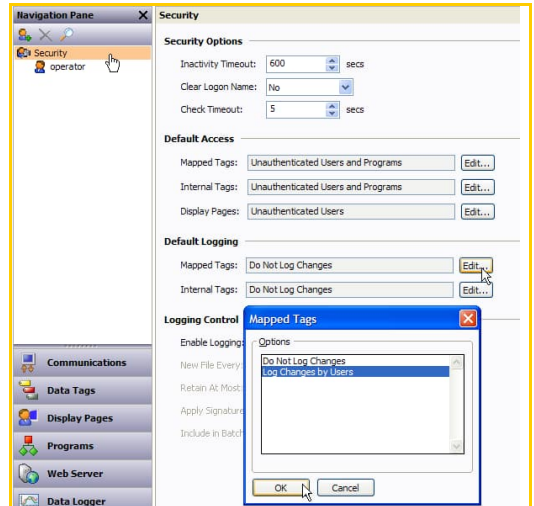 Navigation Pane X
Security
Security
operator
Communications
Data Tags
Display Pages
Programs
Web Server
Data Logger
Security Options
Inactivity Timeout: 600 secs
Clear Logon Name: No
Check Timeout: 5 secs
Default Access
Mapped Tags: Unauthenticated Users and Programs Edit...
Internal Tags: Unauthenticated Users and Programs Edit...
Display Pages: Unauthenticated Users Edit...
Default Logging
Mapped Tags: Do Not Log Changes Edit...
Internal Tags: Do Not Log Changes Edit...
Logging Control
Enable Logging:
New File Every:
Retain At Most:
Apply Signature
Include in Batch
Mapped Tags
Options
Do Not Log Changes
Log Changes by Users
OK Cancel